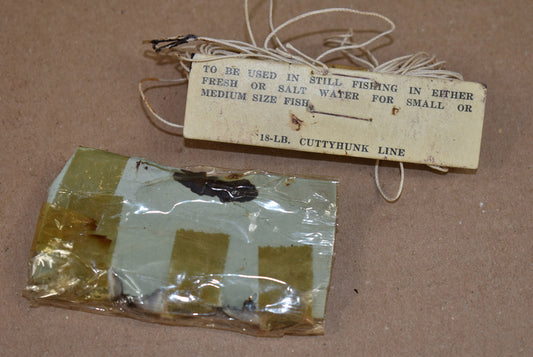 TO BE USED IN STILL FISHING IN EITHER
FRESH OR SALT WATER FOR SMALL OR
MEDIUM SIZE FISH
18-LB. CUTTYHUNK LINE